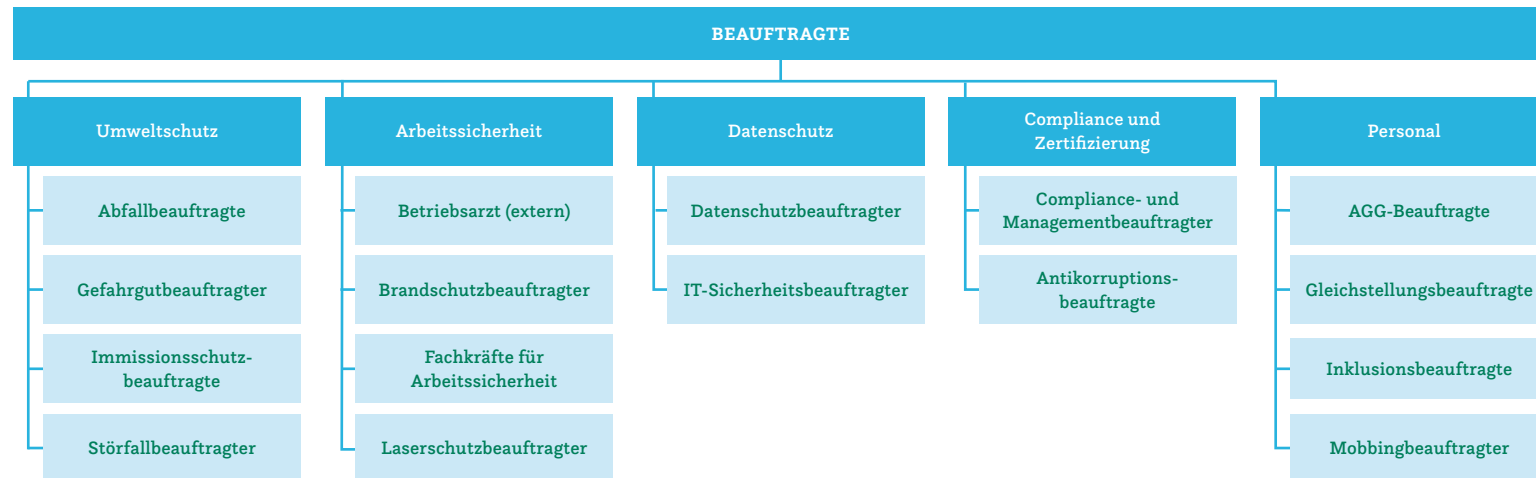 BEAUFTRAGTE
Umweltschutz
Abfallbeauftragte
Gefahrgutbeauftragter
Immissionsschutz-
beauftragte
Störfallbeauftragter
Arbeitssicherheit
Betriebsarzt (extern)
Brandschutzbeauftragter
Fachkräfte für
Arbeitssicherheit
Laserschutzbeauftragter
Datenschutz
Datenschutzbeauftragter
IT-Sicherheitsbeauftragter
Compliance und
Zertifizierung
Compliance- und
Managementbeauftragter
Antikorruptions-
beauftragte
Personal
AGG-Beauftragte
Gleichstellungsbeauftragte
Inklusionsbeauftragte
Mobbingbeauftragter